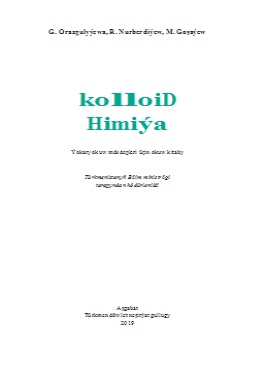 G. Orazgulyýewa, R. Nurberdiýew, M. Goşaýew
kolloiD
Himiýa
Ýokary okuw mekdepleri üçin okuw kitaby
Türkmenistanyň Bilim ministrligi
tarapyndan hödürlenildi
Aşgabat
Türkmen döwlet neşirýat gullugy
2019